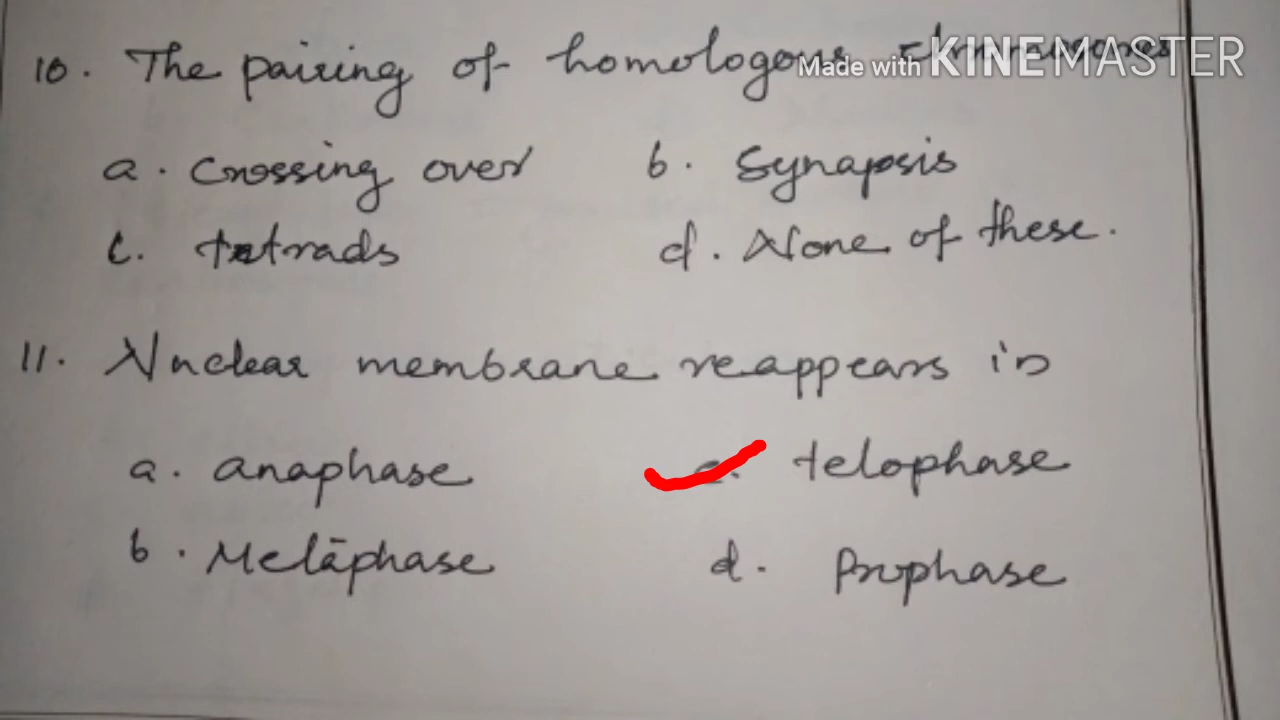 10. The pairing of homologous chromosomes
Made with KINEMASTER
a. Crossing over b. Synapsis
c. tetrads d. None of these.
11. Nuclear membrane reappears in
a. anaphase c. telophase
b. Metaphase d. Prophase